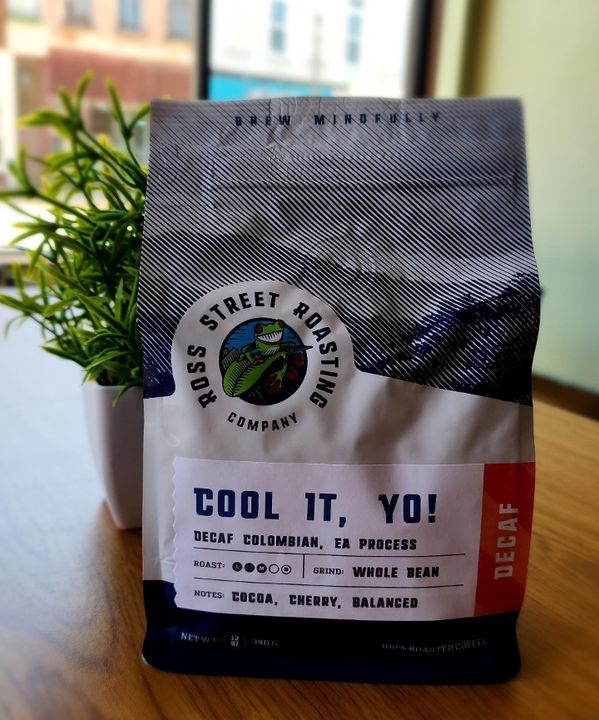 BREW MINDFULLY
ROSS STREET ROASTING
COMPANY
COOL IT, YO!
DECAF COLOMBIAN, EA PROCESS
ROAST: L M D GRIND: WHOLE BEAN
NOTES: COCOA, CHERRY, BALANCED
DECAF
NET WT 12 OZ 340 G
100% ROASTED COFFEE